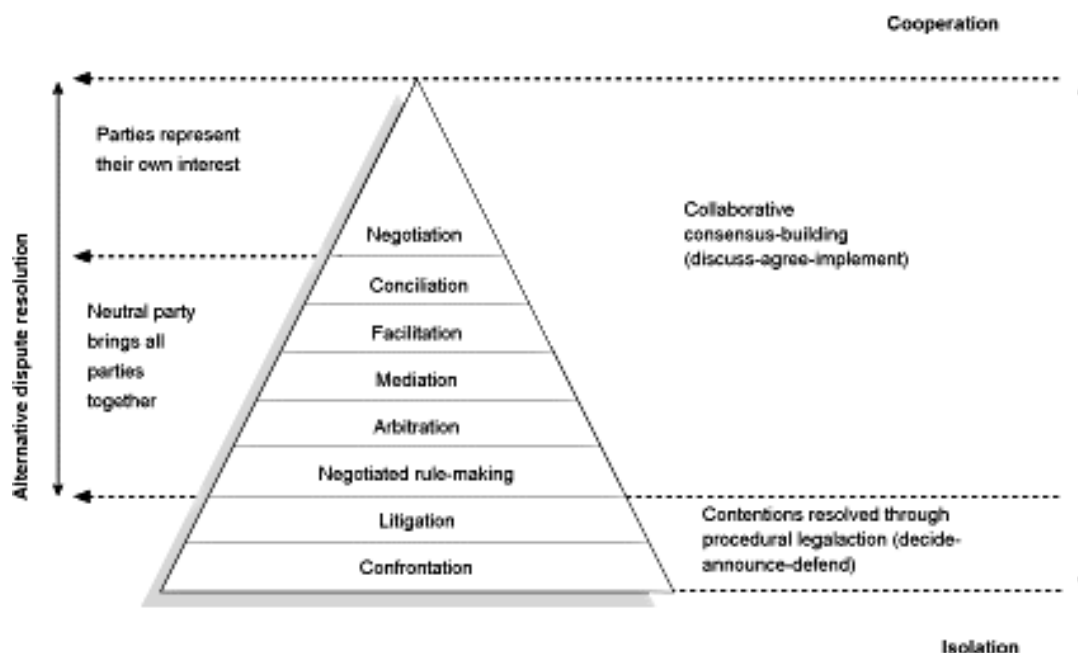 Cooperation
Parties represent
their own interest
Alternative dispute resolution
Neutral party
brings all
parties
together
Negotiation
Conciliation
Facilitation
Mediation
Arbitration
Negotiated rule-making
Litigation
Confrontation
Collaborative
consensus-building
(discuss-agree-implement)
Contentions resolved through
procedural legalaction (decide-
announce-defend)
Isolation